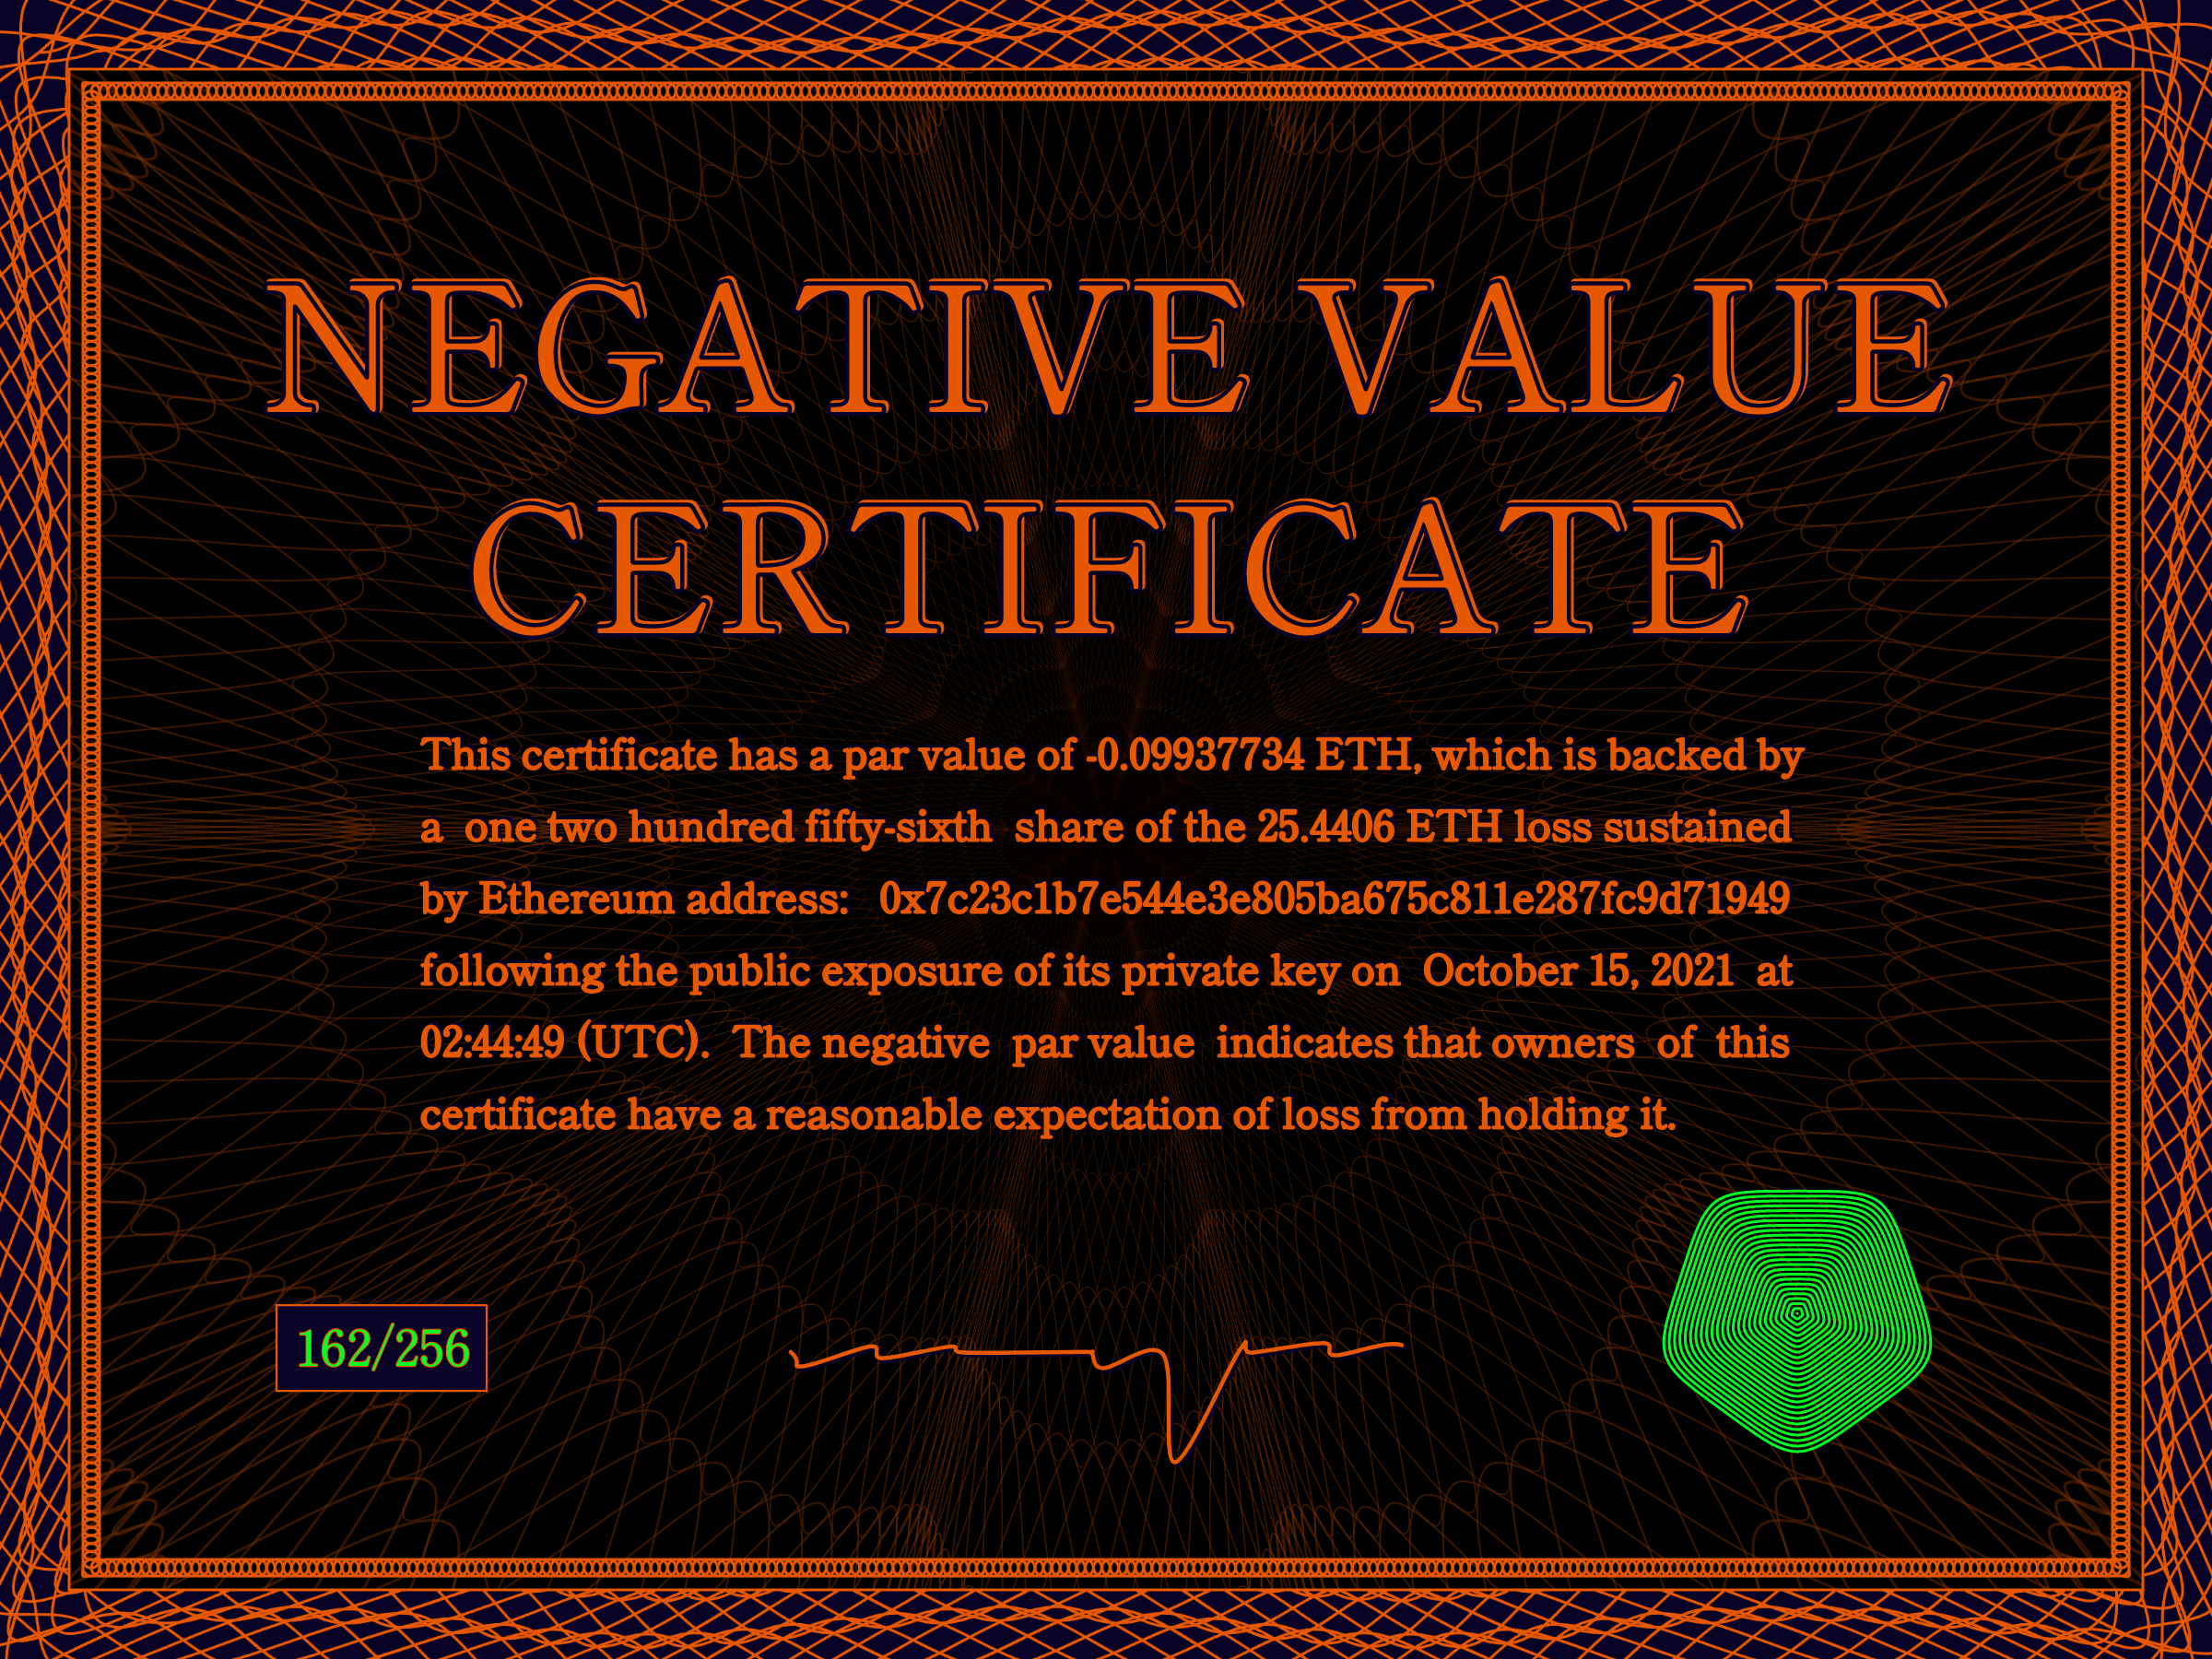 NEGATIVE VALUE
CERTIFICATE
This certificate has a par value of -0.09937734 ETH, which is backed by
a one two hundred fifty-sixth share of the 25.4406 ETH loss sustained
by Ethereum address: 0x7c23c1b7e544e3e805ba675c811e287fc9d71949
following the public exposure of its private key on October 15, 2021 at
02:44:49 (UTC). The negative par value indicates that owners of this
certificate have a reasonable expectation of loss from holding it.
162/256